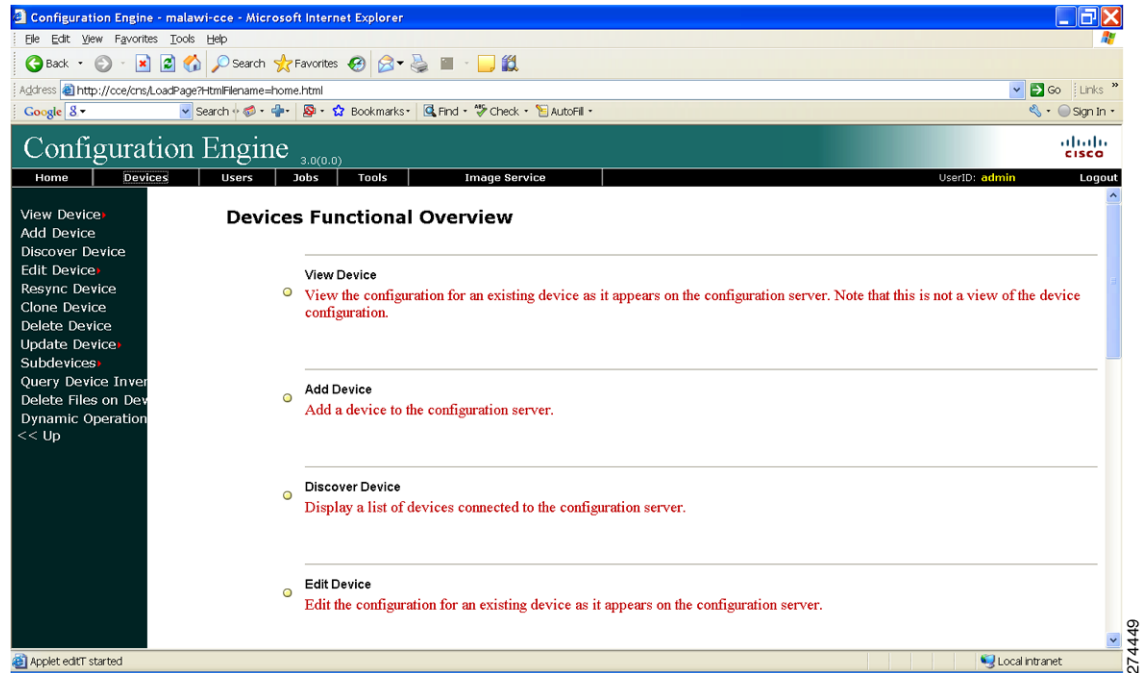 Configuration Engine - malawi-cce - Microsoft Internet Explorer
File Edit View Favorites Tools Help
Back Search Favorites
Address http://cce/cns/LoadPage?HtmlFilename=home.html Go Links »
Google Search Bookmarks Find Check AutoFill Sign In
Configuration Engine 3.0(0.0)
CISCO
Home Devices Users Jobs Tools Image Service UserID: admin Logout
View Device
Add Device
Discover Device
Edit Device
Resync Device
Clone Device
Delete Device
Update Device
Subdevices
Query Device Inver
Delete Files on Dev
Dynamic Operation
<< Up
Devices Functional Overview
View Device
View the configuration for an existing device as it appears on the configuration server. Note that this is not a view of the device
configuration.
Add Device
Add a device to the configuration server.
Discover Device
Display a list of devices connected to the configuration server.
Edit Device
Edit the configuration for an existing device as it appears on the configuration server.
Applet editT started
Local intranet
274449